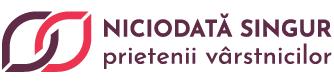 NICIODATĂ SINGUR
prietenii vârstnicilor